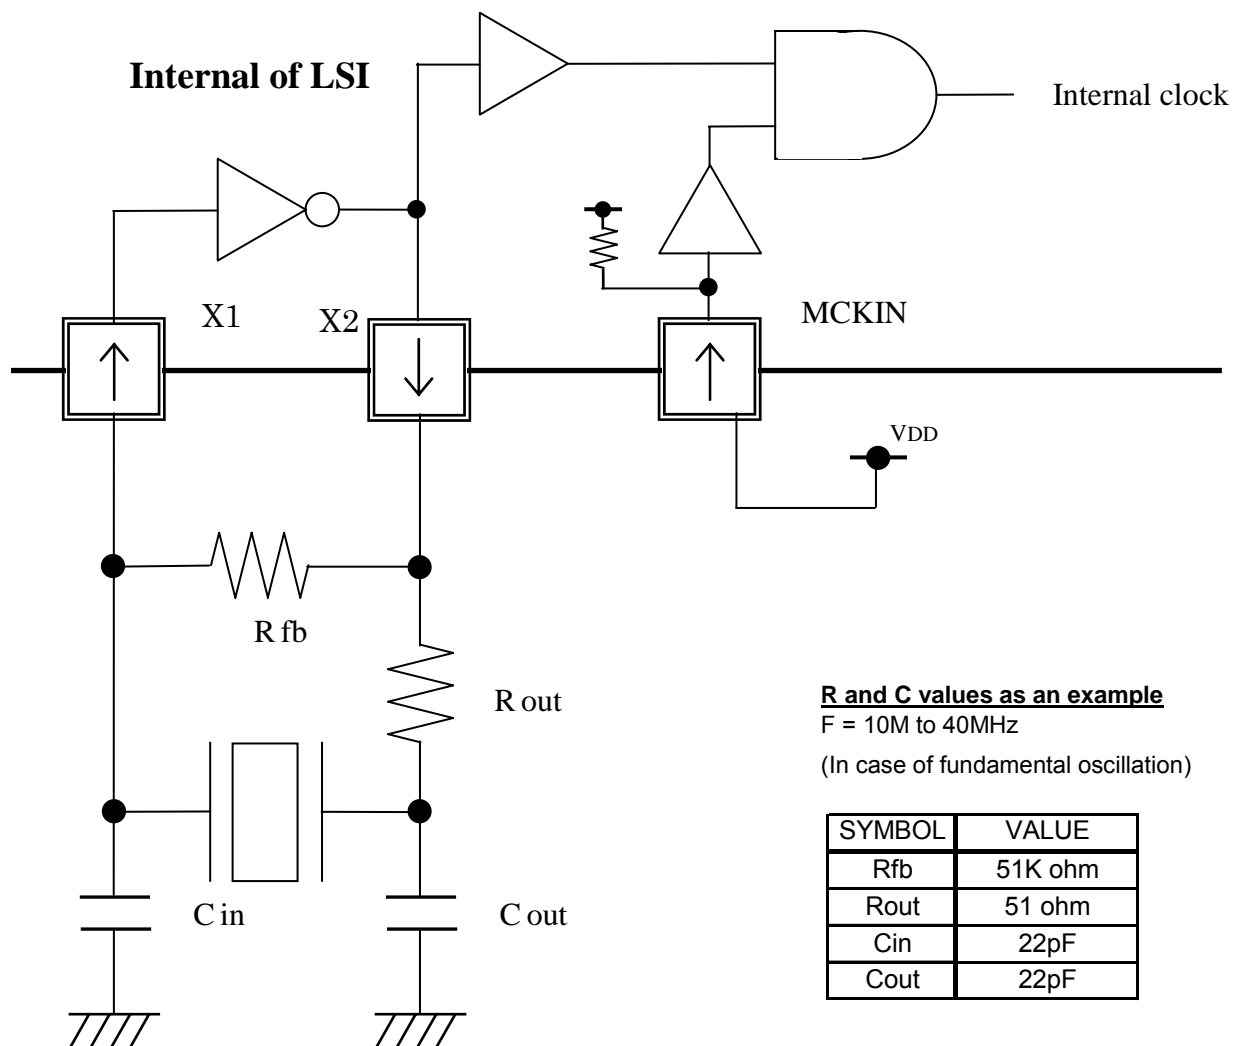 Internal of LSI
Internal clock
X1
X2
MCKIN
VDD
R fb
R out
C in
C out
R and C values as an example
F = 10M to 40MHz
(In case of fundamental oscillation)
SYMBOL VALUE
Rfb 51K ohm
Rout 51 ohm
Cin 22pF
Cout 22pF